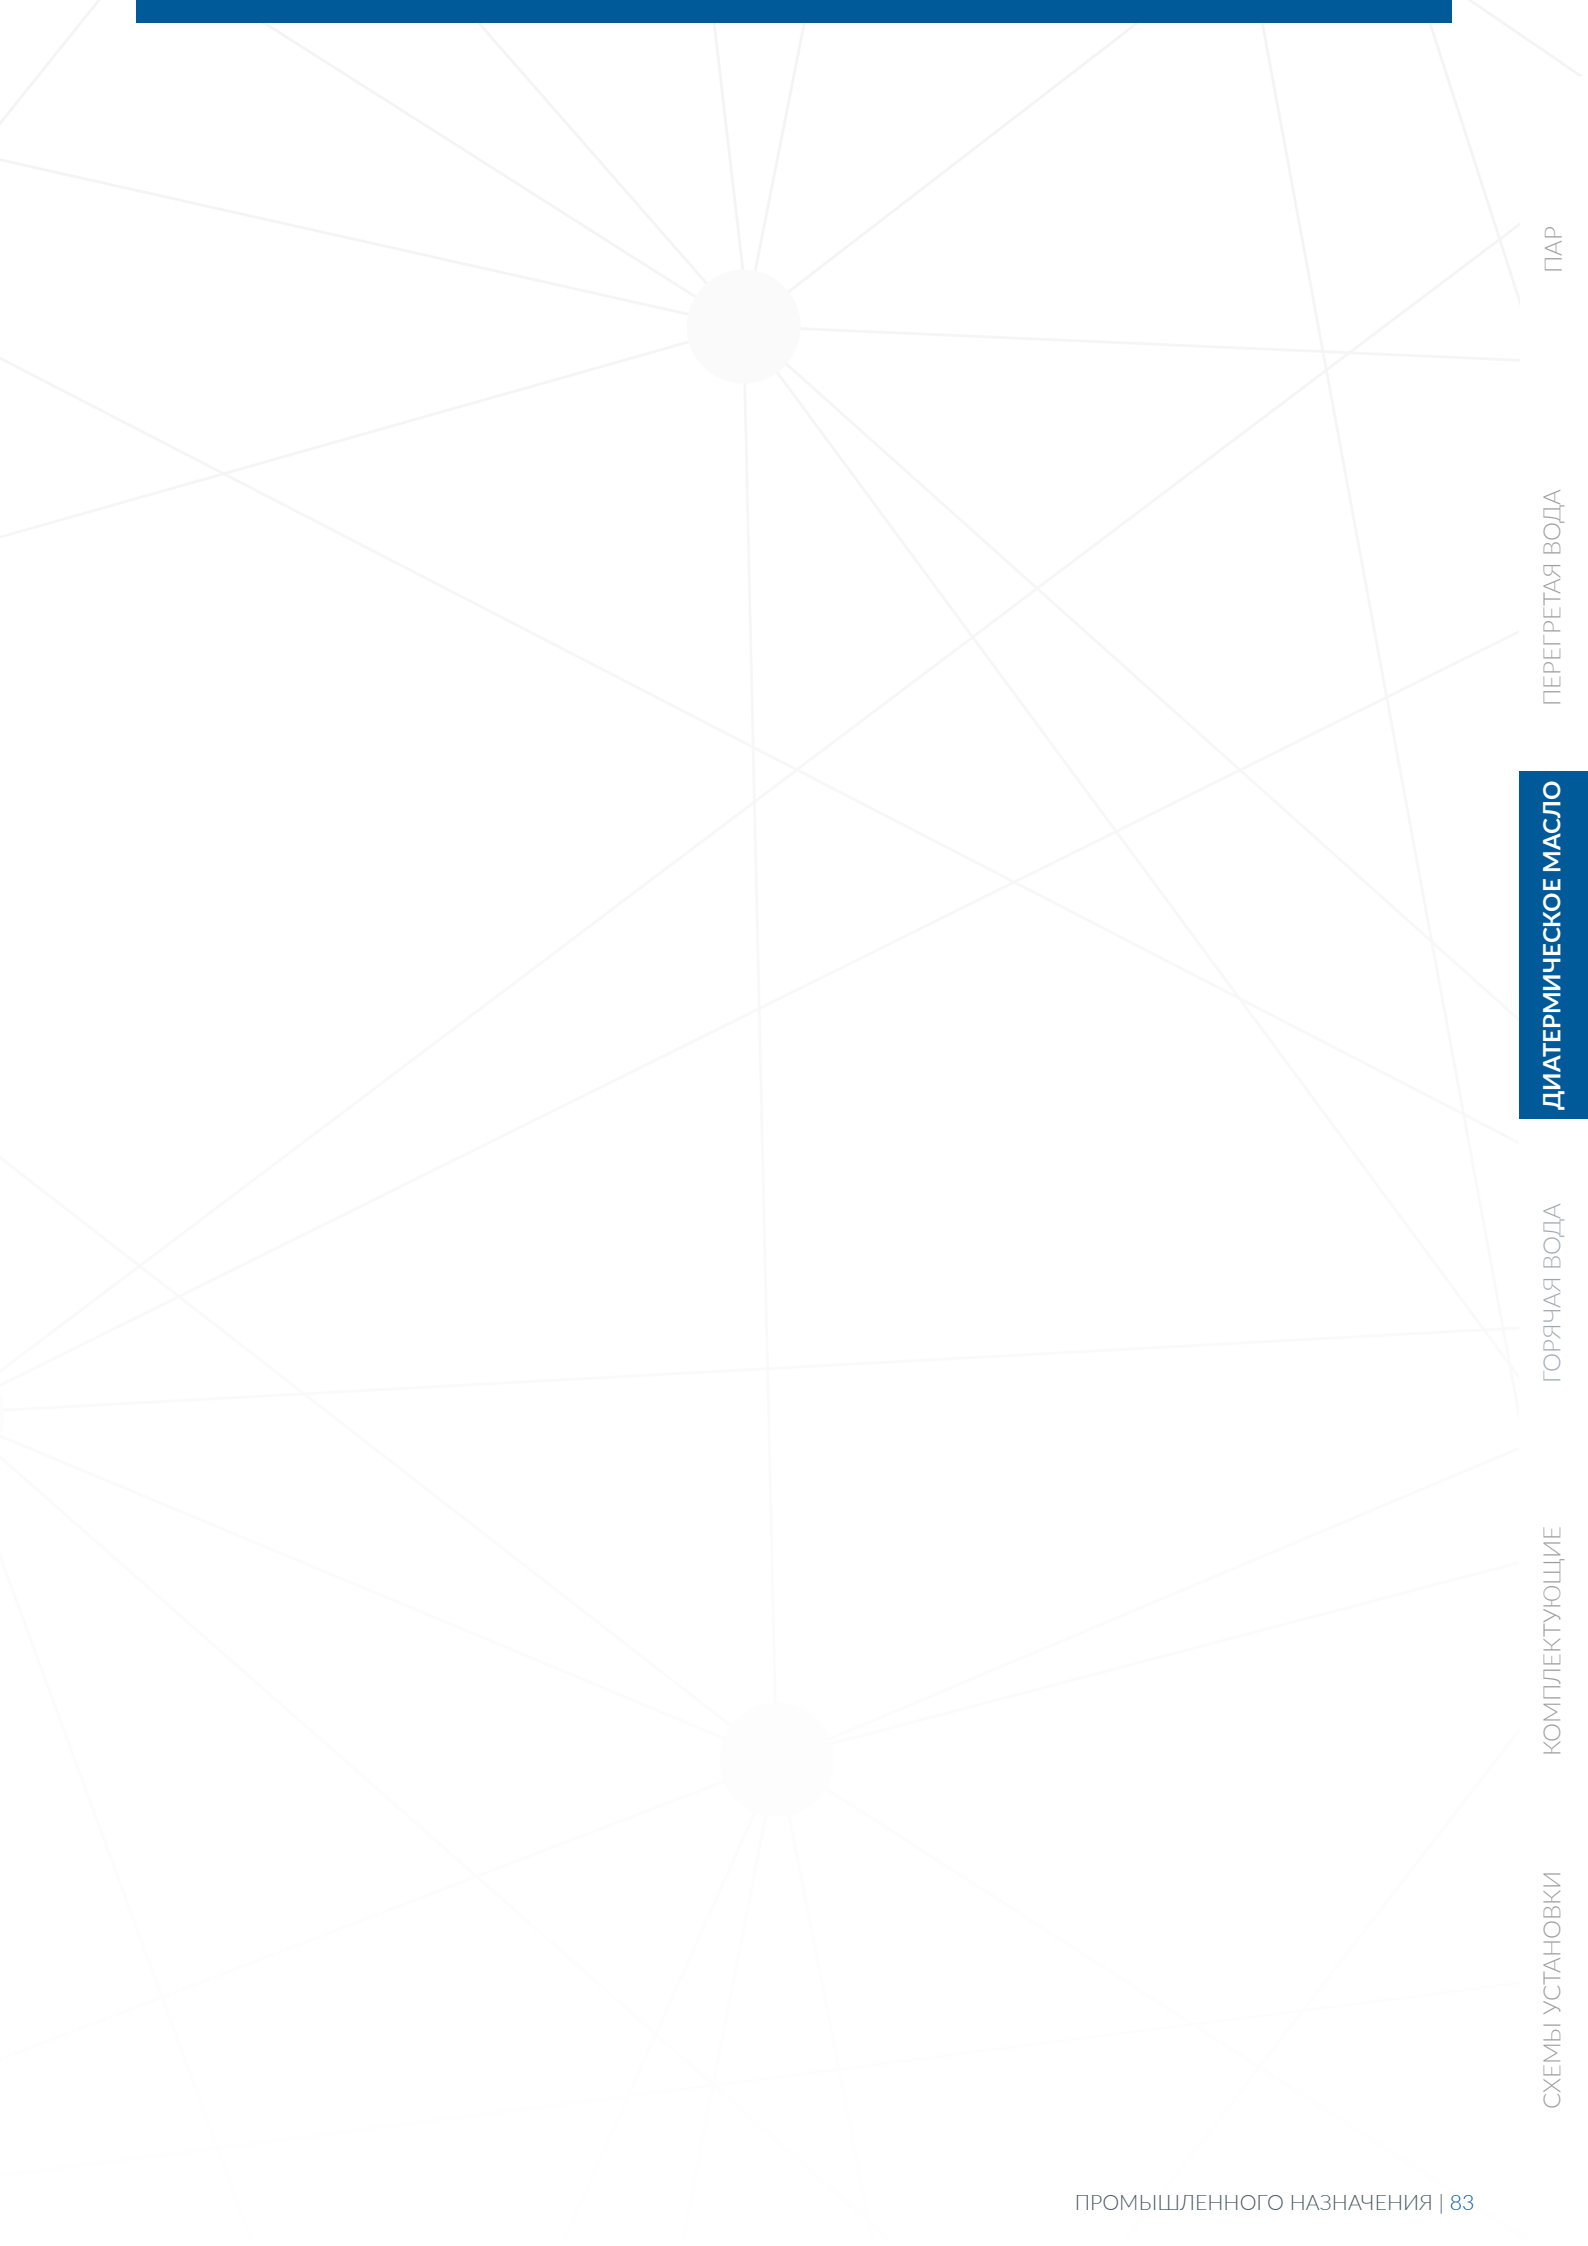 ПАР
ПЕРЕГРЕТАЯ ВОДА
ДИАТЕРМИЧЕСКОЕ МАСЛО
ГОРЯЧАЯ ВОДА
КОМПЛЕКТУЮЩИЕ
СХЕМЫ УСТАНОВКИ
ПРОМЫШЛЕННОГО НАЗНАЧЕНИЯ | 83